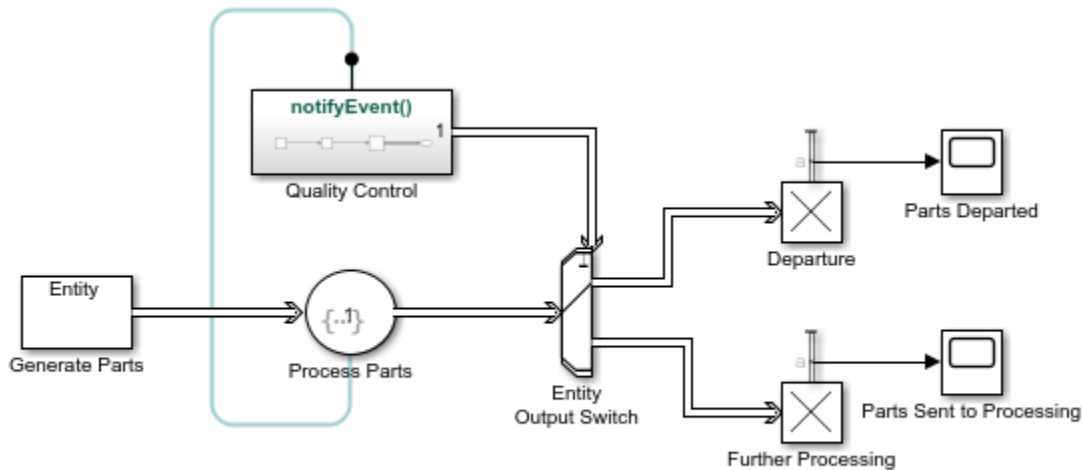 notifyEvent()
1
Quality Control
a
Parts Departed
Departure
Entity
Generate Parts
{..1}
Process Parts
Entity
Output Switch
a
Parts Sent to Processing
Further Processing